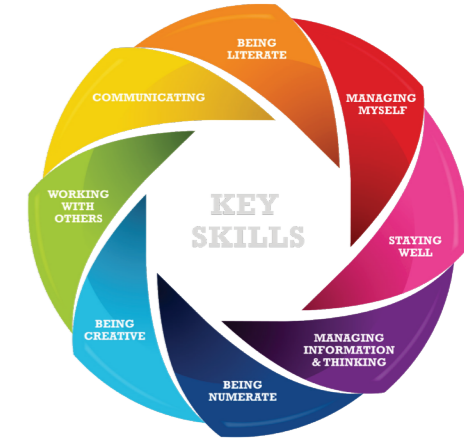 KEY
SKILLS
BEING
LITERATE
MANAGING
MYSELF
STAYING
WELL
MANAGING
INFORMATION
& THINKING
BEING
NUMERATE
BEING
CREATIVE
WORKING
WITH
OTHERS
COMMUNICATING